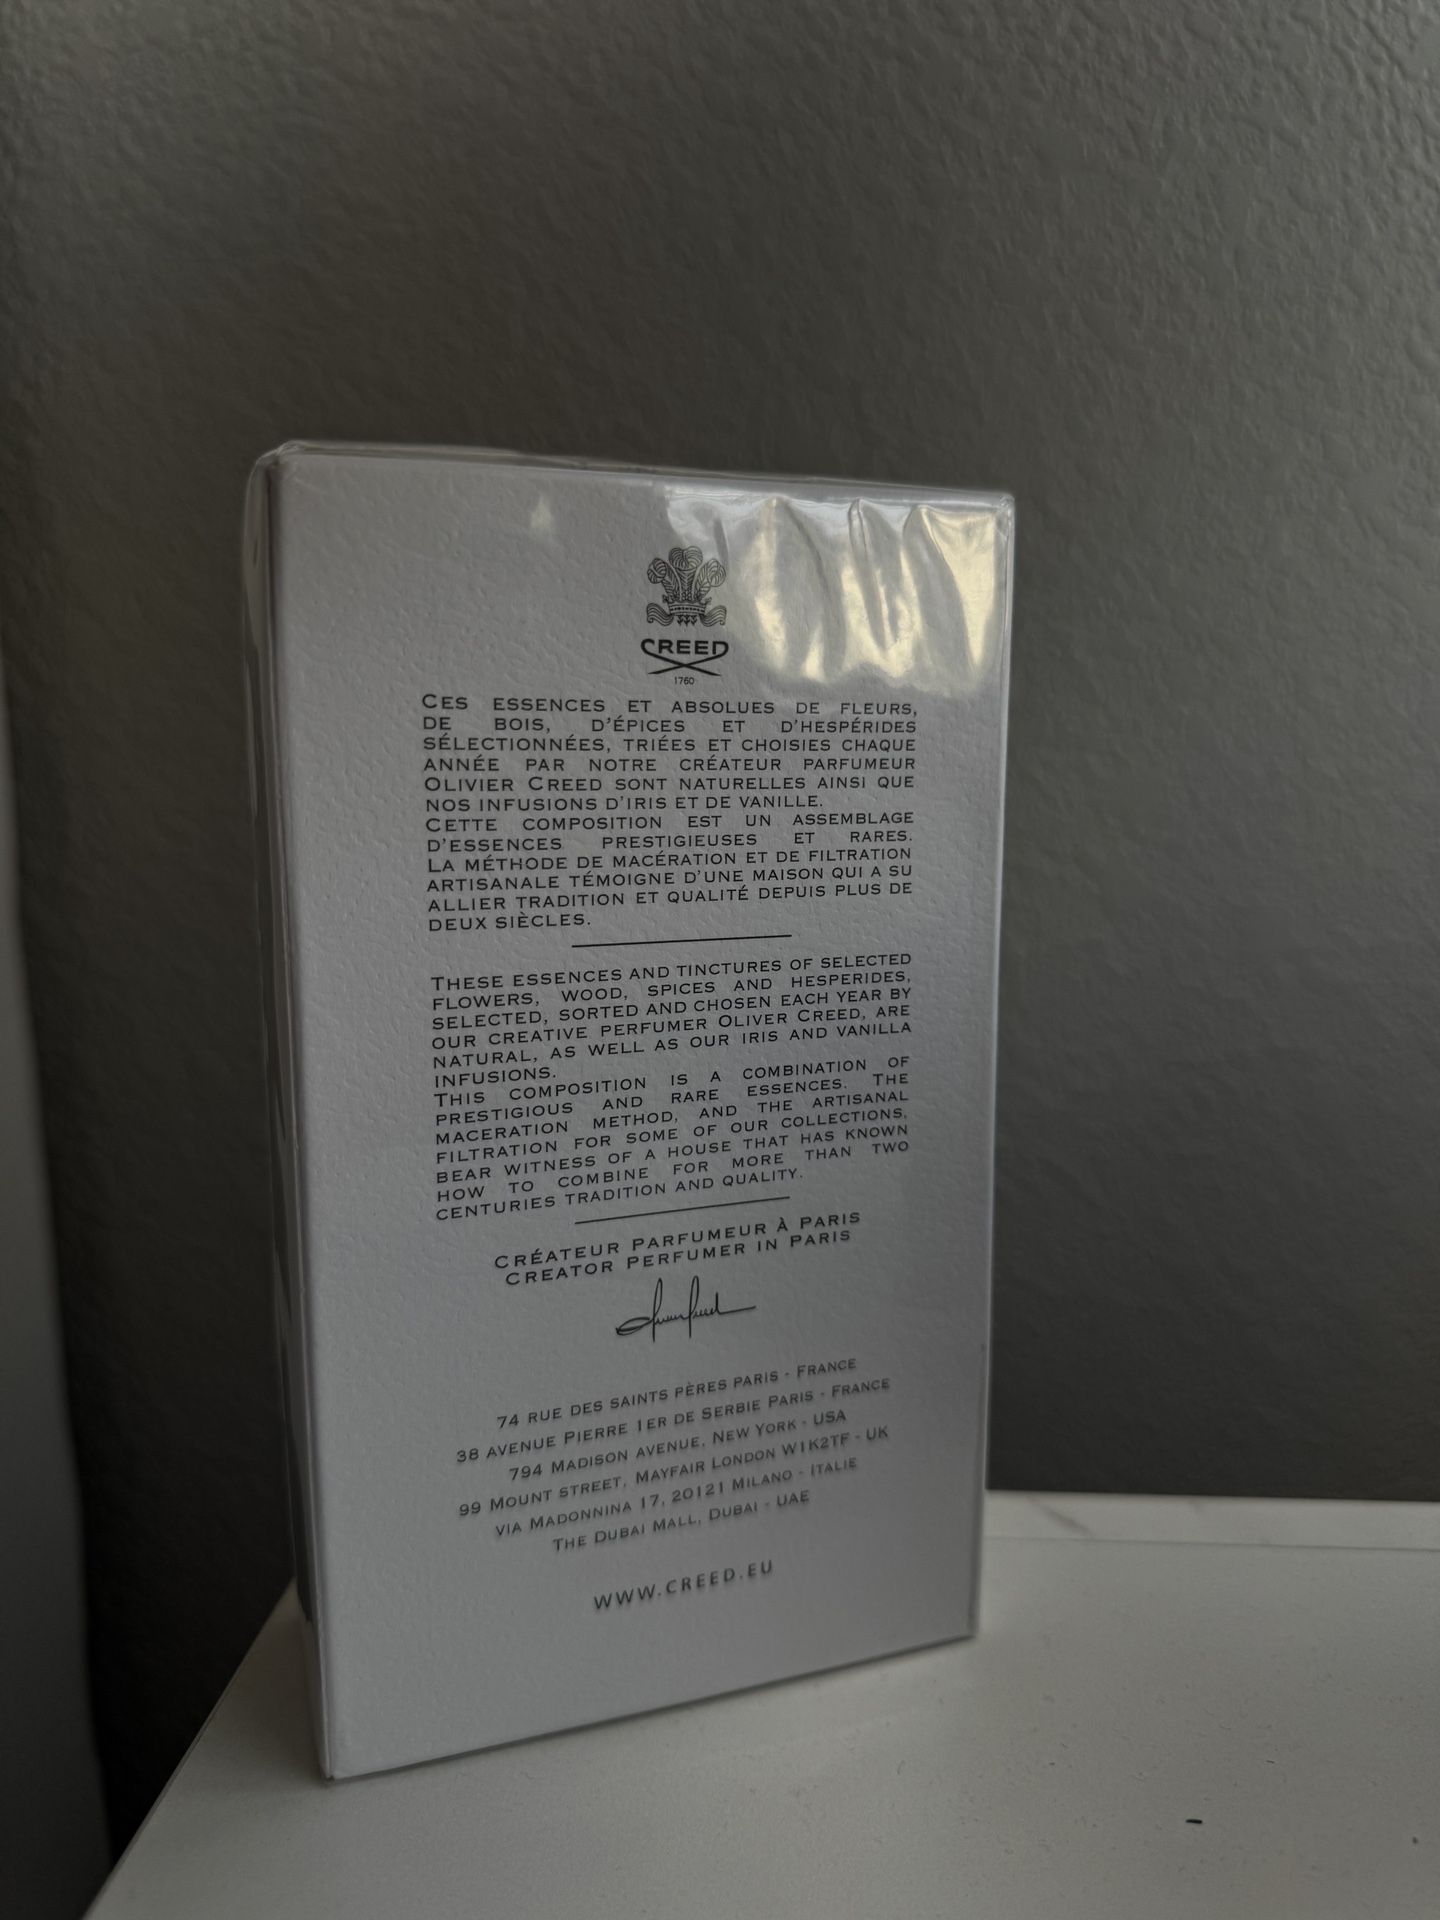 CREED
1760
CES ESSENCES ET ABSOLUES DE FLEURS,
DE BOIS, D'ÉPICES ET D'HESPÉRIDES
SÉLECTIONNÉES, TRIÉES ET CHOISIES CHAQUE
ANNÉE PAR NOTRE CRÉATEUR PARFUMEUR
OLIVIER CREED SONT NATURELLES AINSI QUE
NOS INFUSIONS D'IRIS ET DE VANILLE.
CETTE COMPOSITION EST UN ASSEMBLAGE
D'ESSENCES PRESTIGIEUSES ET RARES.
LA MÉTHODE DE MACÉRATION ET DE FILTRATION
ARTISANALE TÉMOIGNE D'UNE MAISON QUI A SU
ALLIER TRADITION ET QUALITÉ DEPUIS PLUS DE
DEUX SIÈCLES.
THESE ESSENCES AND TINCTURES OF SELECTED
FLOWERS, WOOD, SPICES AND HESPERIDES,
SELECTED, SORTED AND CHOSEN EACH YEAR BY
OUR CREATIVE PERFUMER OLIVER CREED, ARE
NATURAL, AS WELL AS OUR IRIS AND VANILLA
INFUSIONS.
THIS COMPOSITION IS A COMBINATION OF
PRESTIGIOUS AND RARE ESSENCES. THE
MACERATION METHOD, AND THE ARTISANAL
FILTRATION FOR SOME OF OUR COLLECTIONS,
BEAR WITNESS OF A HOUSE THAT HAS KNOWN
HOW TO COMBINE FOR MORE THAN TWO
CENTURIES TRADITION AND QUALITY.
CRÉATEUR PARFUMEUR À PARIS
CREATOR PERFUMER IN PARIS
74 RUE DES SAINTS PÈRES PARIS - FRANCE
38 AVENUE PIERRE 1ER DE SERBIE PARIS - FRANCE
794 MADISON AVENUE, NEW YORK - USA
99 MOUNT STREET, MAYFAIR LONDON W1K2TF - UK
VIA MADONNINA 17, 20121 MILANO - ITALIE
THE DUBAI MALL, DUBAI - UAE
WWW.CREED.EU